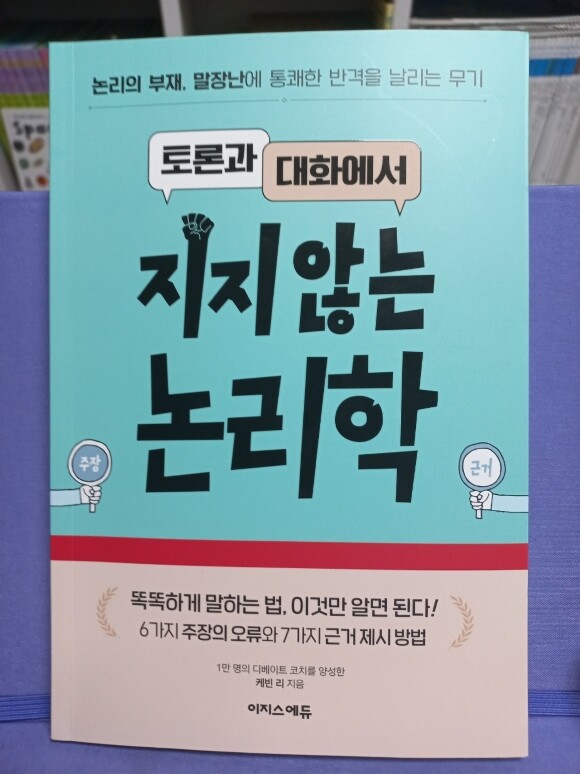 논리의 부재, 말장난에 통쾌한 반격을 날리는 무기
토론과 대화에서
지지 않는
논리학
주장
근거
똑똑하게 말하는 법, 이것만 알면 된다!
6가지 주장의 오류와 7가지 근거 제시 방법
1만 명의 디베이트 코치를 양성한
케빈 리 지음
이지스에듀